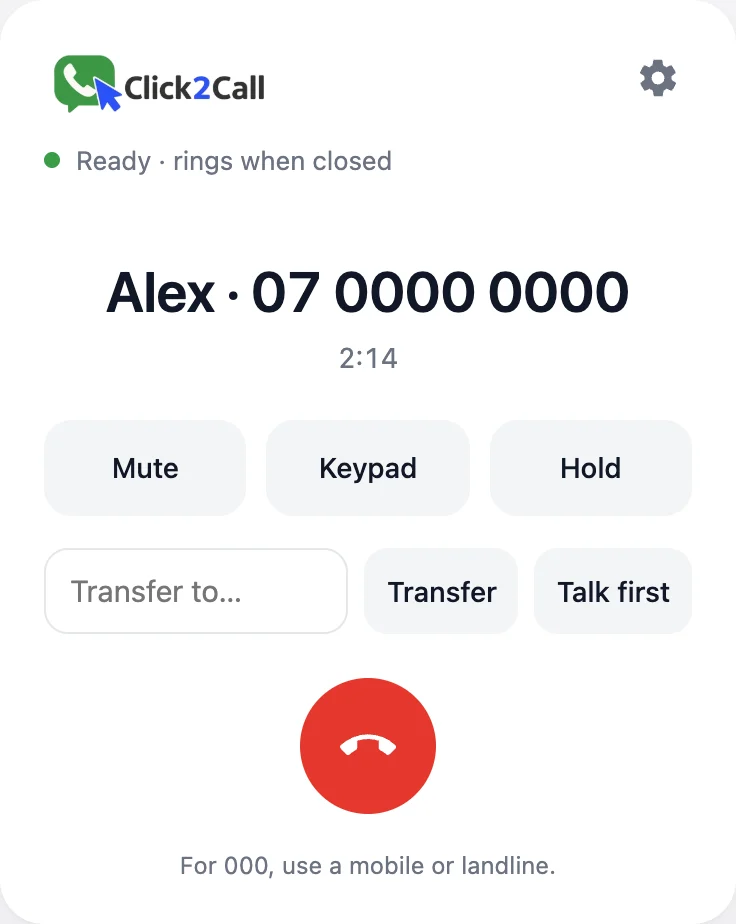 Click2Call
Ready · rings when closed
Alex · 07 0000 0000
2:14
Mute Keypad Hold
Transfer to... Transfer Talk first
For 000, use a mobile or landline.